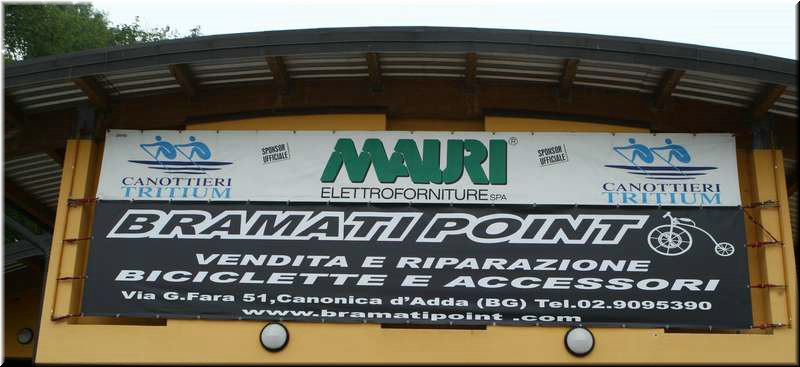 CANOTTIERI
TRITIUM
SPONSOR
UFFICIALE
MAURI®
ELETTROFORNITURE SPA
SPONSOR
UFFICIALE
CANOTTIERI
TRITIUM
BRAMATI POINT
VENDITA E RIPARAZIONE
BICICLETTE E ACCESSORI
Via G.Fara 51,Canonica d'Adda (BG) Tel.02.9095390
www.bramatipoint .com